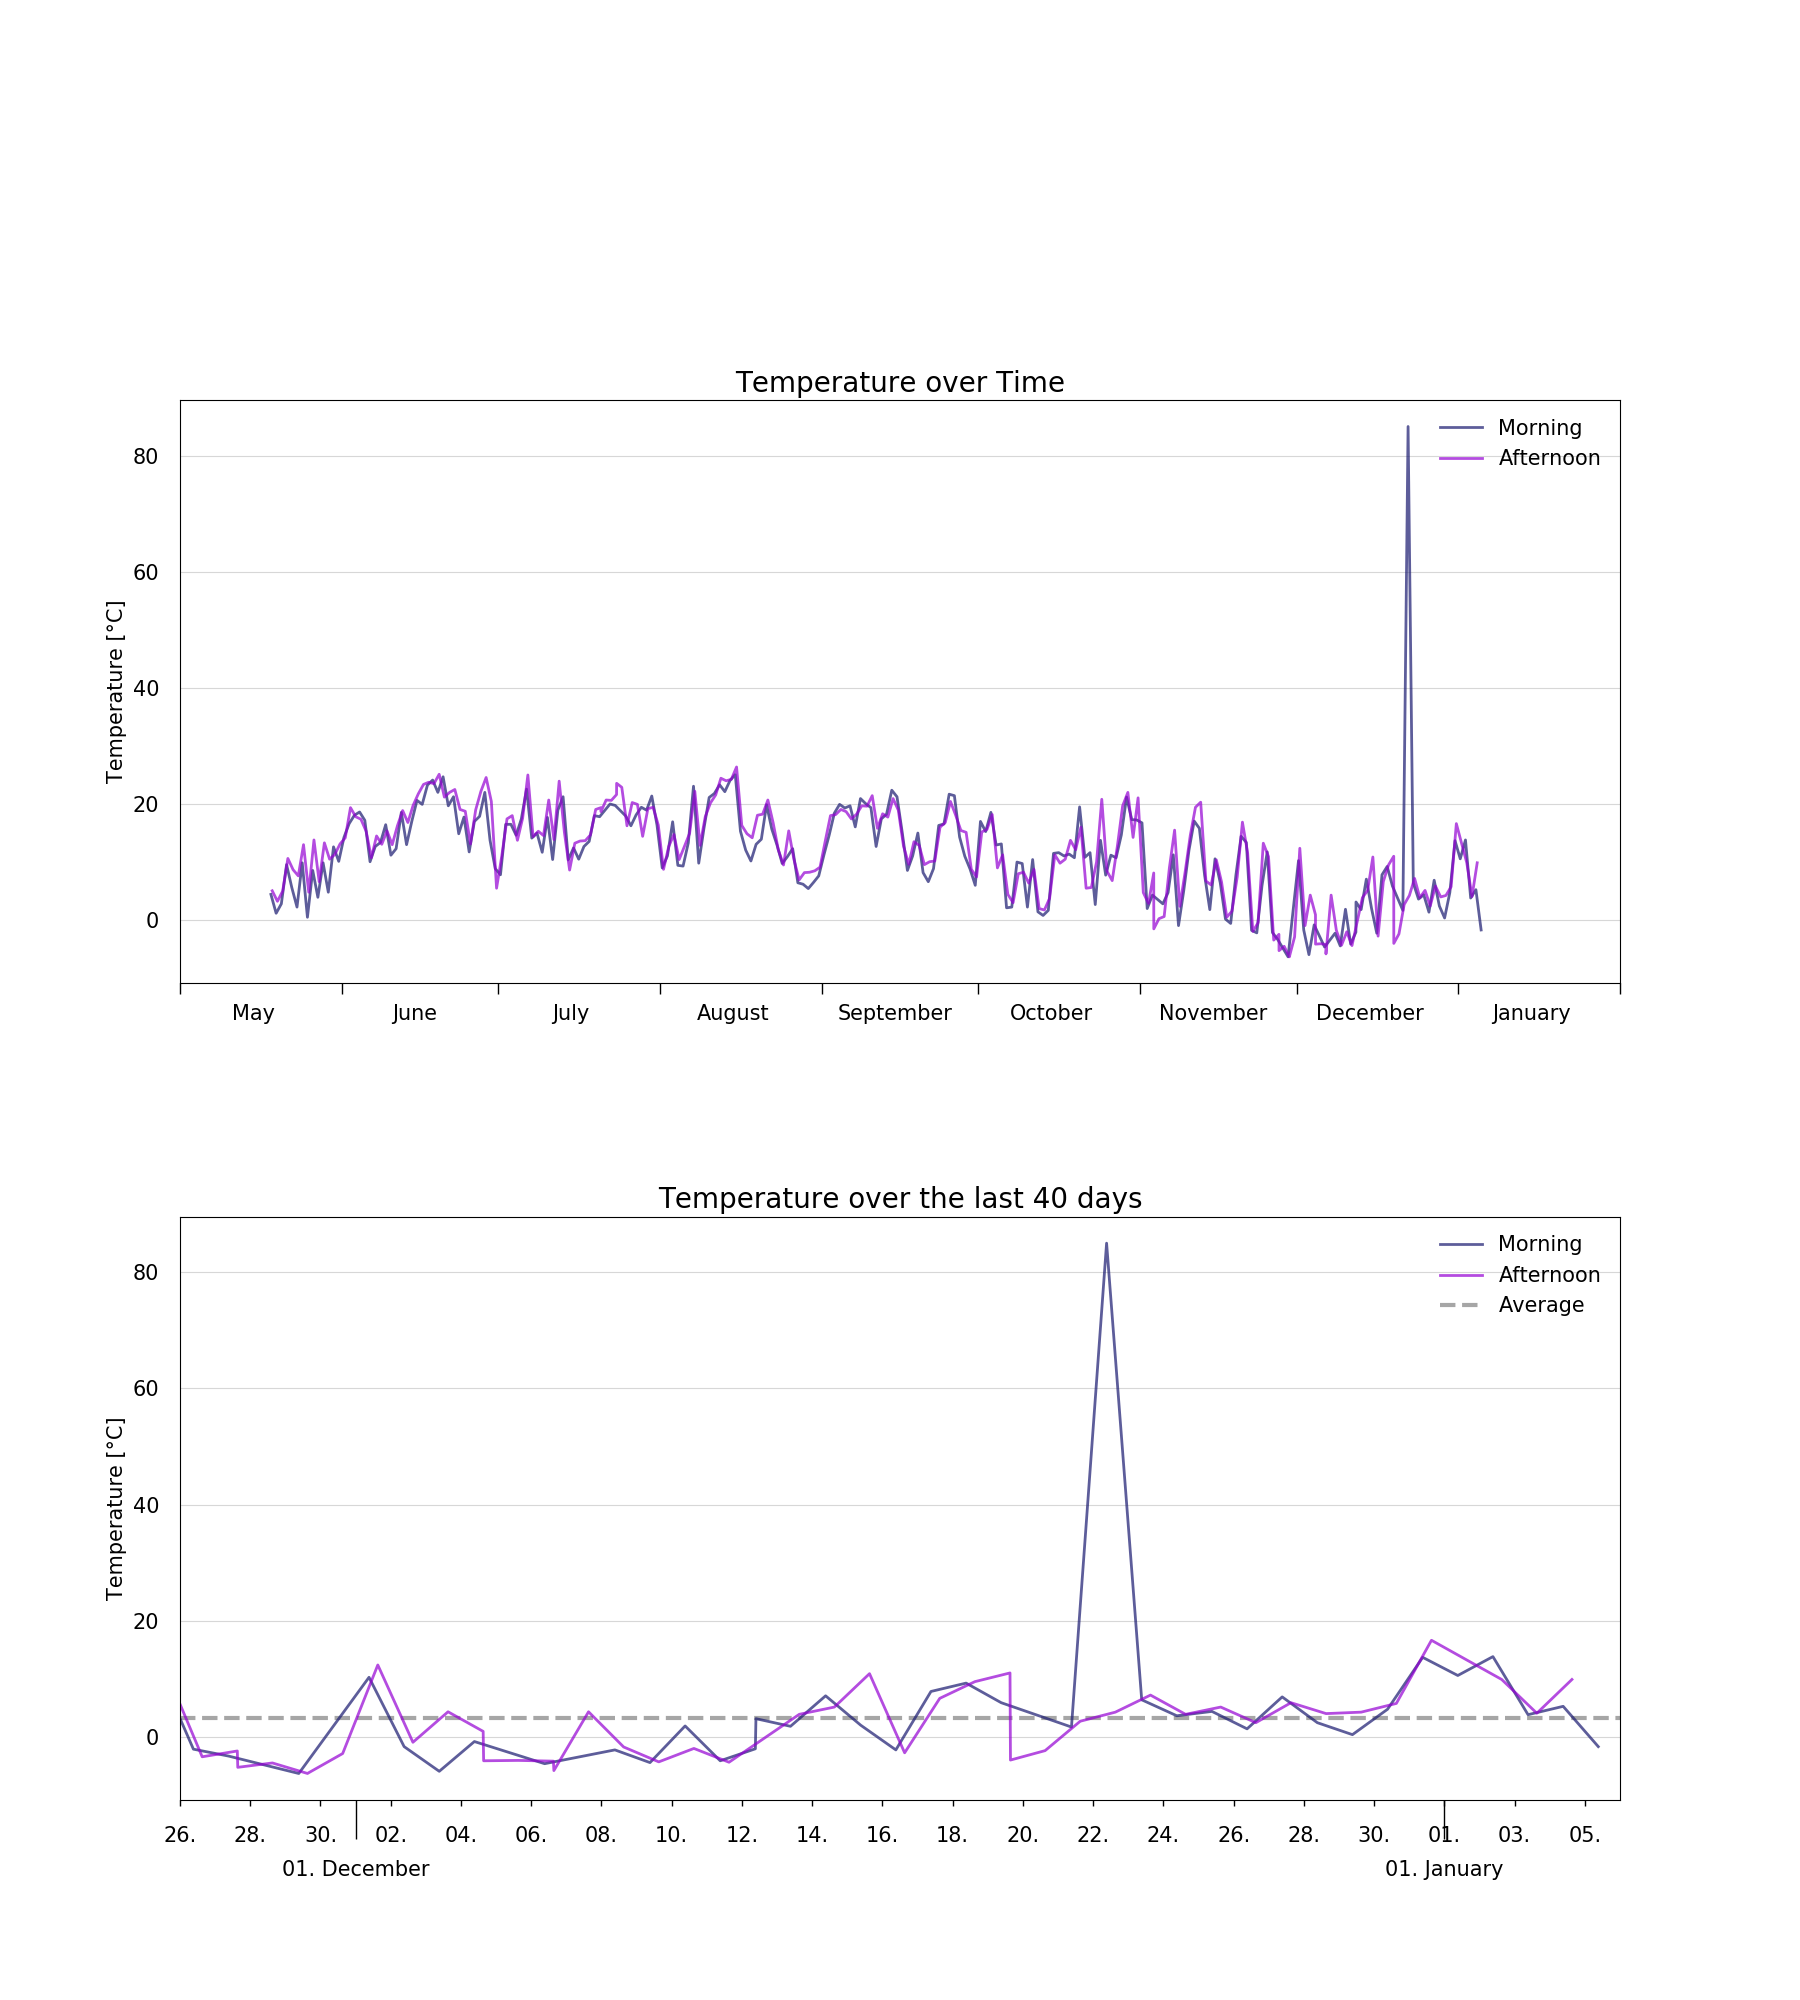 Temperature over Time
Morning
Afternoon
80
60
40
20
0
Temperature [°C]
May June July August September October November December January
Temperature over the last 40 days
Morning
Afternoon
Average
80
60
40
20
0
Temperature [°C]
26. 28. 30. 02. 04. 06. 08. 10. 12. 14. 16. 18. 20. 22. 24. 26. 28. 30. 01. 03. 05.
01. December 01. January